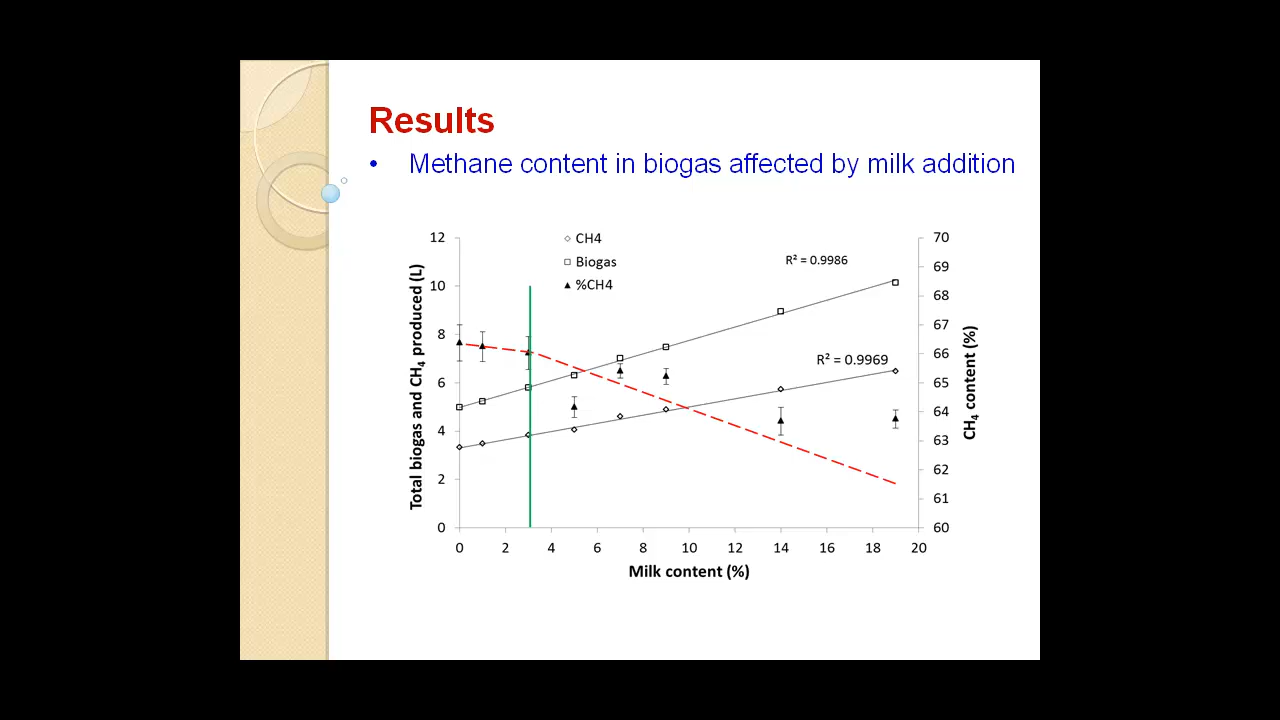 Results
• Methane content in biogas affected by milk addition
CH4
Biogas
%CH4
R² = 0.9986
R² = 0.9969
Total biogas and CH₄ produced (L)
12
10
8
6
4
2
0
70
69
68
67
66
65
64
63
62
61
60
CH₄ content (%)
0 2 4 6 8 10 12 14 16 18 20
Milk content (%)